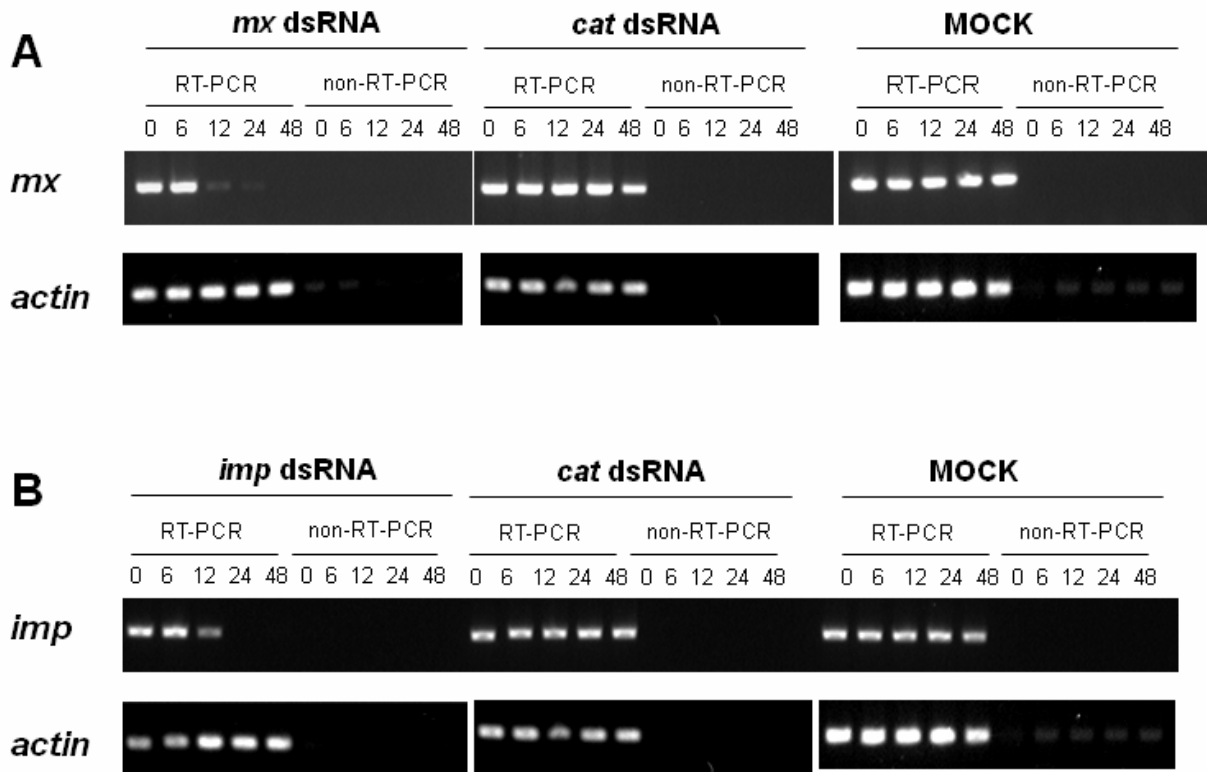 A
mx dsRNA cat dsRNA MOCK
RT-PCR non-RT-PCR RT-PCR non-RT-PCR RT-PCR non-RT-PCR
0 6 12 24 48 0 6 12 24 48 0 6 12 24 48 0 6 12 24 48 0 6 12 24 48 0 6 12 24 48
mx
actin
B
imp dsRNA cat dsRNA MOCK
RT-PCR non-RT-PCR RT-PCR non-RT-PCR RT-PCR non-RT-PCR
0 6 12 24 48 0 6 12 24 48 0 6 12 24 48 0 6 12 24 48 0 6 12 24 48 0 6 12 24 48
imp
actin